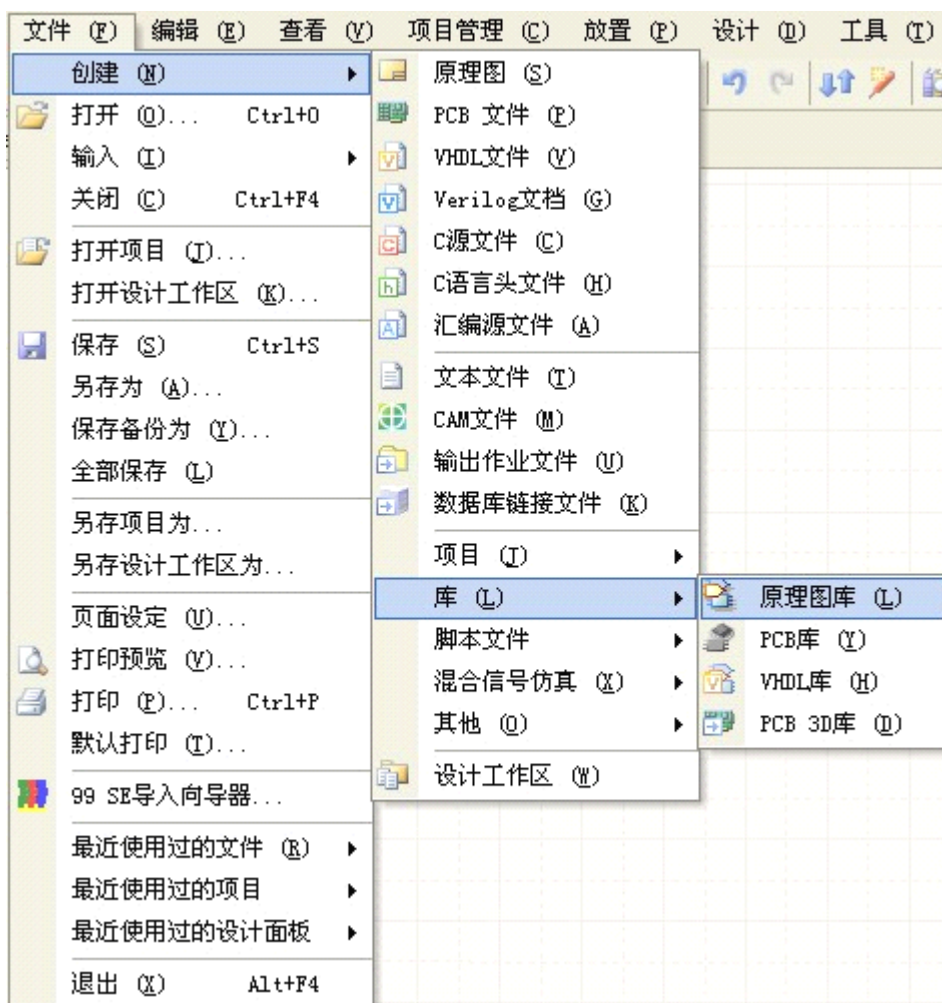 文件 (F) 编辑 (E) 查看 (V) 项目管理 (C) 放置 (P) 设计 (D) 工具 (T)
创建 (N)
打开 (O)... Ctrl+O
输入 (I)
关闭 (C) Ctrl+F4
打开项目 (J)...
打开设计工作区 (K)...
保存 (S) Ctrl+S
另存为 (A)...
保存备份为 (Y)...
全部保存 (L)
另存项目为...
另存设计工作区为...
页面设定 (U)...
打印预览 (V)...
打印 (P)... Ctrl+P
默认打印 (T)...
99 SE导入向导器...
最近使用过的文件 (R)
最近使用过的项目
最近使用过的设计面板
退出 (X) Alt+F4
原理图 (S)
PCB 文件 (P)
VHDL文件 (V)
Verilog文档 (G)
C源文件 (C)
C语言头文件 (H)
汇编源文件 (A)
文本文件 (T)
CAM文件 (M)
输出作业文件 (U)
数据库链接文件 (K)
项目 (J)
库 (L)
脚本文件
混合信号仿真 (X)
其他 (O)
设计工作区 (W)
原理图库 (L)
PCB库 (Y)
VHDL库 (H)
PCB 3D库 (D)